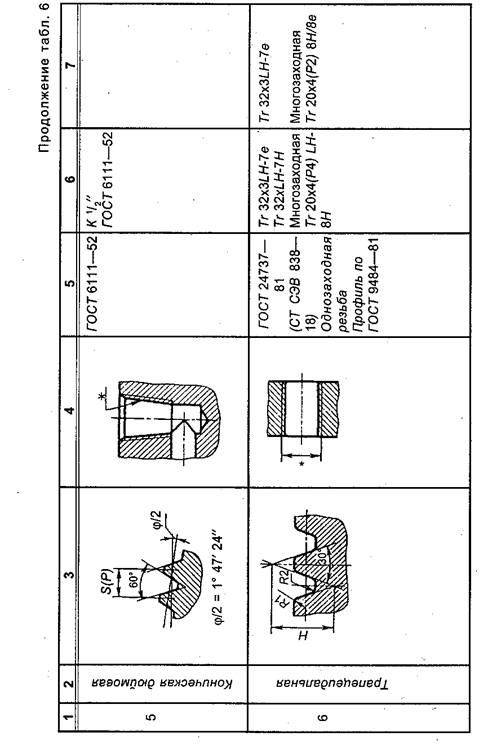 Продолжение табл. 6
1
2
3
4
5
6
7
5
Коническая дюймовая
S(P)
60°
φ/2
φ/2 = 1° 47′ 24″
*
ГОСТ 6111—52
К 1/2″
ГОСТ 6111—52
6
Трапецеидальная
H
R1
R2
30°
*
ГОСТ 24737—
81
(СТ СЭВ 838—
18)
Однозаходная
резьба
Профиль по
ГОСТ 9484—81
Tr 32x3LH-7e
Tr 32xLH-7H
Многозаходная
Tr 20x4(P4) LH-
8H
Tr 32x3LH-7e
Многозаходная
Tr 20x4(P2) 8H/8e